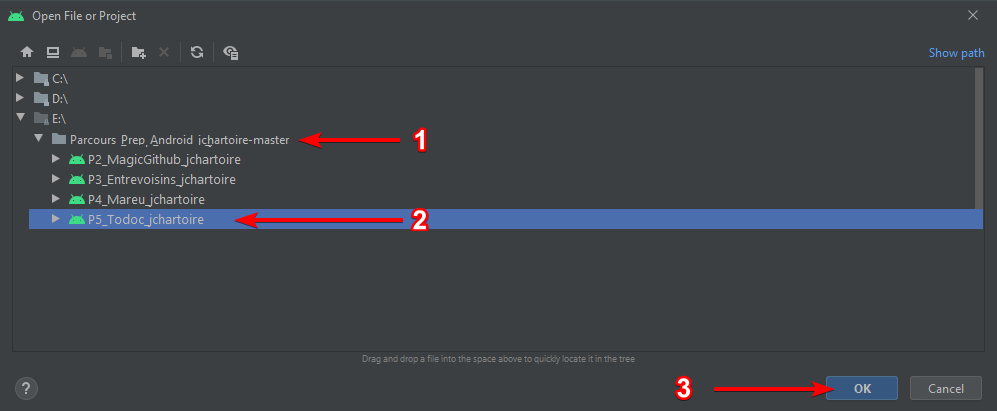 Open File or Project
Show path
C:\
D:\
E:\
Parcours_Prep_Android_jchartoire-master
1
P2_MagicGithub_jchartoire
P3_Entrevoisins_jchartoire
P4_Mareu_jchartoire
P5_Todoc_jchartoire
2
Drag and drop a file into the space above to quickly locate it in the tree
?
3
OK
Cancel